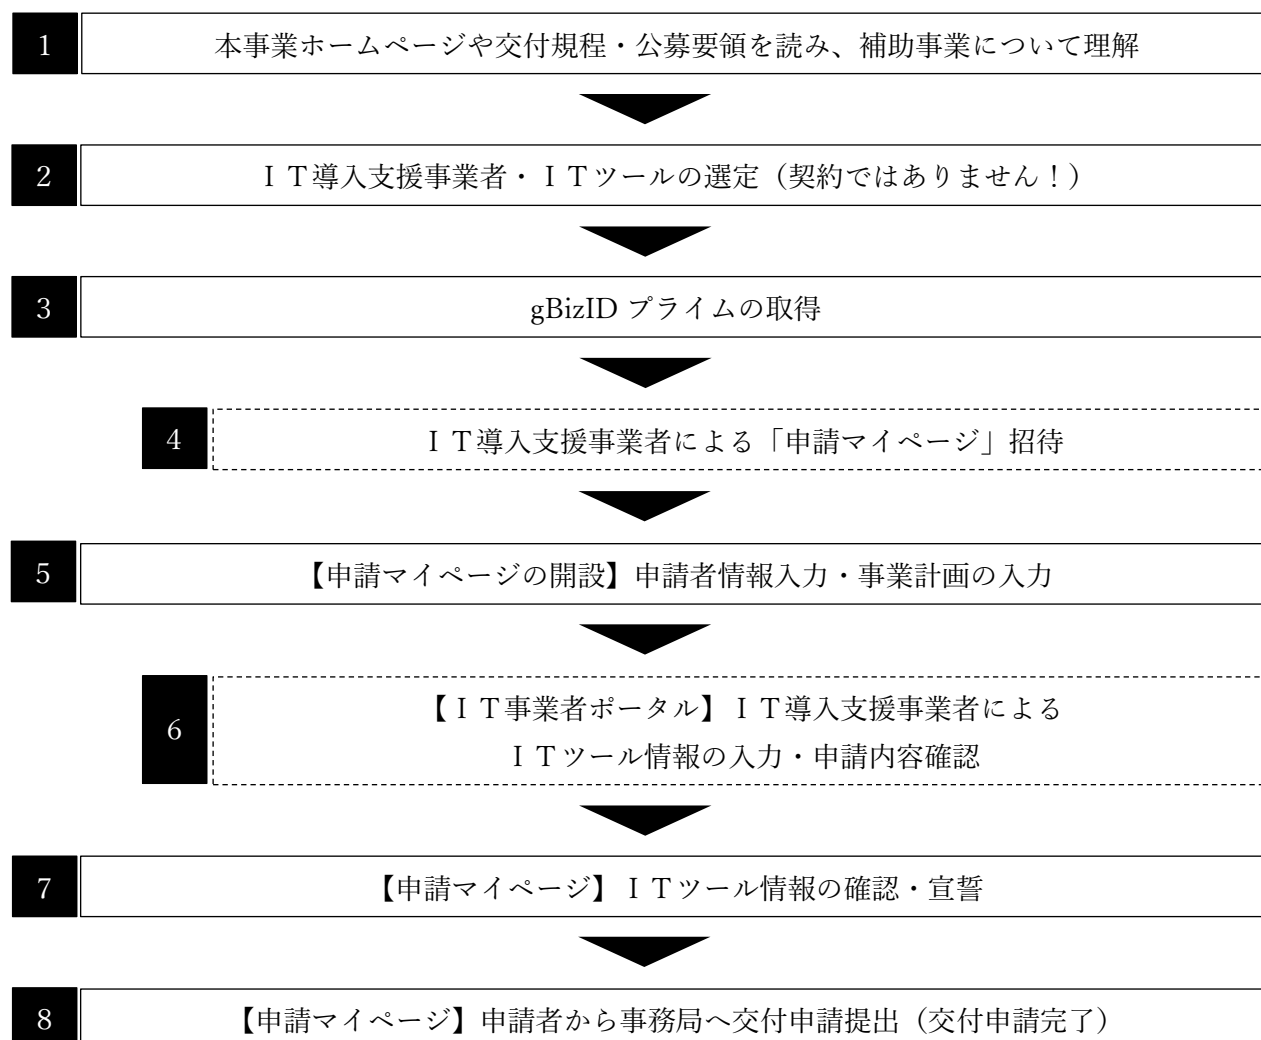 1 本事業ホームページや交付規程・公募要領を読み、補助事業について理解
2 ＩＴ導入支援事業者・ＩＴツールの選定（契約ではありません！）
3 gBizID プライムの取得
4 ＩＴ導入支援事業者による「申請マイページ」招待
5 【申請マイページの開設】申請者情報入力・事業計画の入力
6 【ＩＴ事業者ポータル】ＩＴ導入支援事業者による
ＩＴツール情報の入力・申請内容確認
7 【申請マイページ】ＩＴツール情報の確認・宣誓
8 【申請マイページ】申請者から事務局へ交付申請提出（交付申請完了）